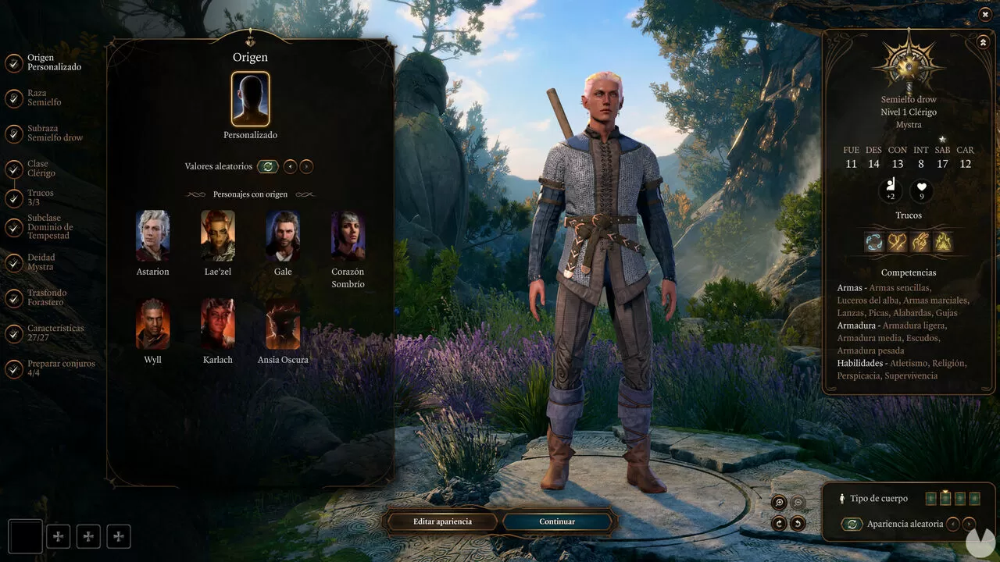 Origen
Personalizado
Raza
Semielfo
Subraza
Semielfo drow
Clase
Clérigo
Trucos
3/3
Subclase
Dominio de
Tempestad
Deidad
Mystra
Trasfondo
Forastero
Características
27/27
Preparar conjuros
4/4
Origen
Personalizado
Valores aleatorios
Personajes con origen
Astarion
Lae'zel
Gale
Corazón
Sombrío
Wyll
Karlach
Ansia Oscura
Editar apariencia
Continuar
Semielfo drow
Nivel 1 Clérigo
Mystra
FUE DES CON INT SAB CAR
11 14 13 8 17 12
+2 9
Trucos
Competencias
Armas - Armas sencillas,
Luceros del alba, Armas marciales,
Lanzas, Picas, Alabardas, Gujas
Armadura - Armadura ligera,
Armadura media, Escudos,
Armadura pesada
Habilidades - Atletismo, Religión,
Perspicacia, Supervivencia
Tipo de cuerpo
Apariencia aleatoria